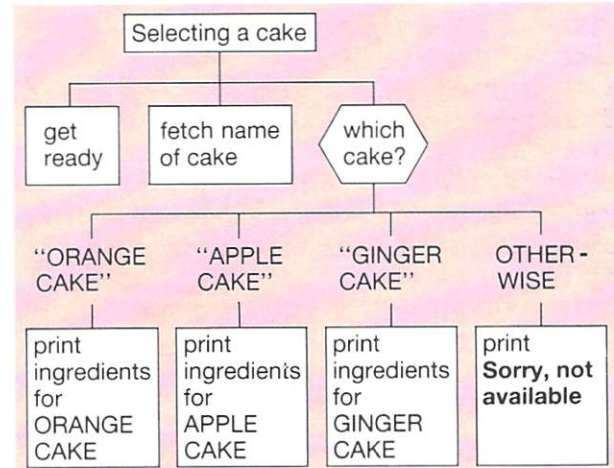 Selecting a cake
get
ready
fetch name
of cake
which
cake?
“ORANGE
CAKE”
“APPLE
CAKE”
“GINGER
CAKE”
OTHER-
WISE
print
ingredients
for
ORANGE
CAKE
print
ingredients
for
APPLE
CAKE
print
ingredients
for
GINGER
CAKE
print
Sorry, not
available